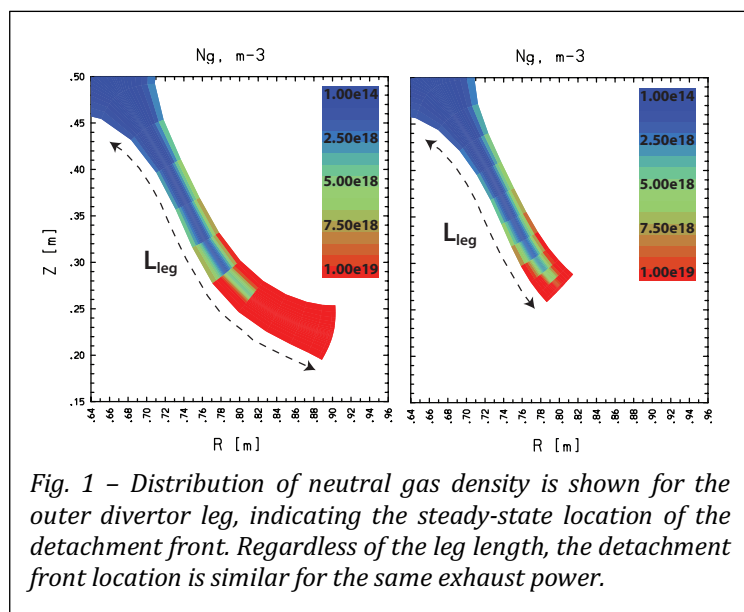 Ng, m-3
.50
.45
.40
.35
.30
.25
.20
.15
Z [m]
1.00e14
2.50e18
5.00e18
7.50e18
1.00e19
Lleg
.64 .66 .68 .70 .72 .74 .76 .78 .80 .82 .84 .86 .88 .90 .92 .94 .96
R [m]
Ng, m-3
1.00e14
2.50e18
5.00e18
7.50e18
1.00e19
Lleg
.64 .66 .68 .70 .72 .74 .76 .78 .80 .82 .84 .86 .88 .90 .92 .94 .96
R [m]
Fig. 1 – Distribution of neutral gas density is shown for the
outer divertor leg, indicating the steady-state location of the
detachment front. Regardless of the leg length, the detachment
front location is similar for the same exhaust power.